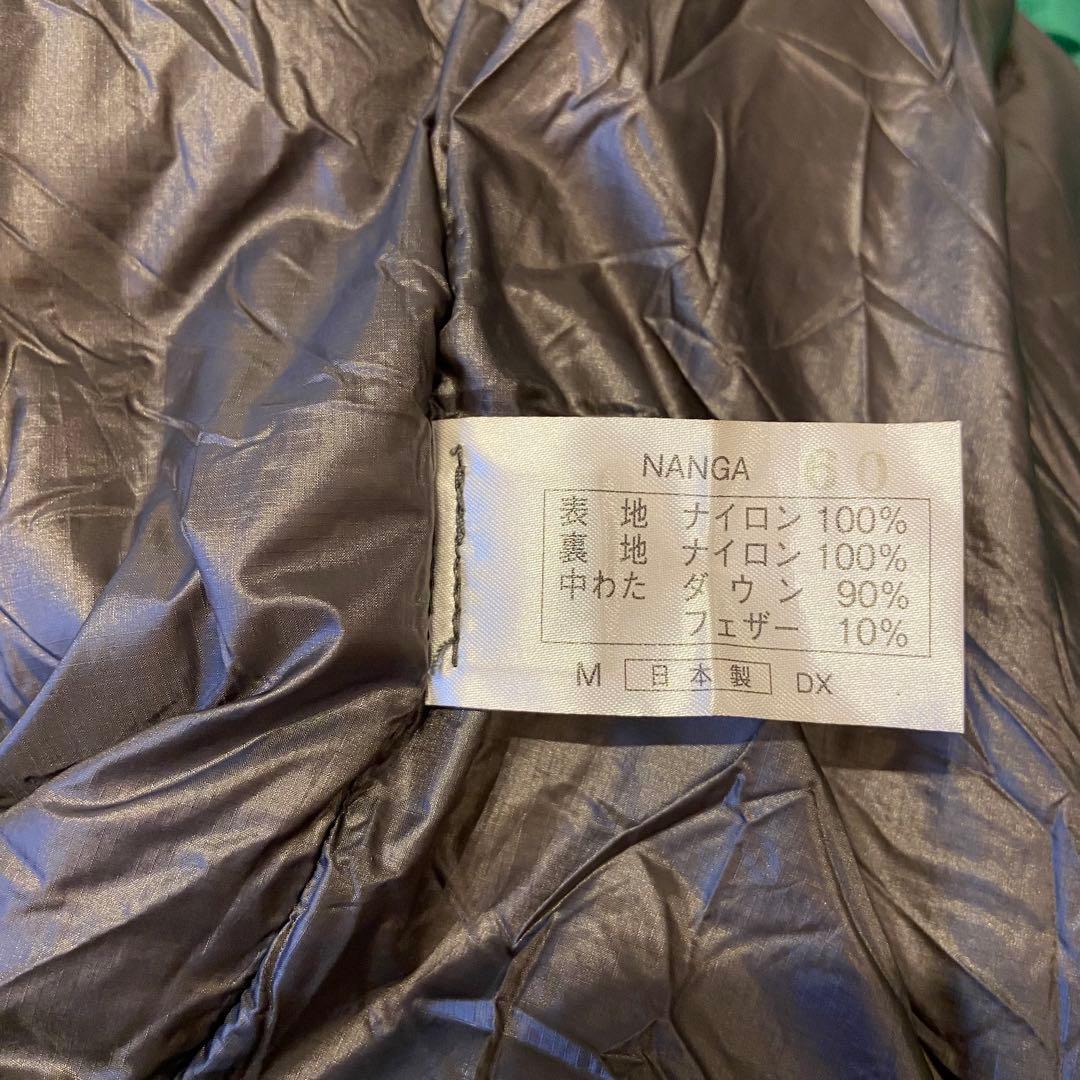 NANGA 60
表 地 ナイロン 100%
裏 地 ナイロン 100%
中わた ダ ウ ン 90%
フェザー 10%
M 日本製 DX